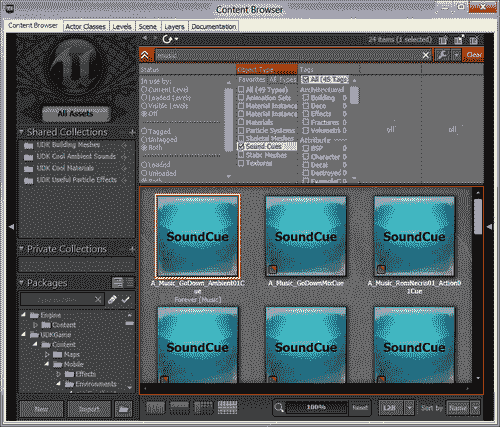 Content Browser
Content Browser
Actor Classes
Levels
Scene
Layers
Documentation
24 items (1 selected)
music
Clear
All Assets
Status
In use by:
Current Level
Loaded Levels
Visible Levels
Off
Tagged
Untagged
Both
Loaded
Unloaded
Both
Object Type
Favorites All Types
All (49 Types)
Animation Sets
Material Instance
Material Instance
Materials
Particle Systems
Skeletal Meshes
Sound Cues
Static Meshes
Textures
Tags
All (45 Tags)
Architectural
Building 0
Deco 0
Effects 0
Fractures 0
Volumetric 0
Attribute
BSP 0
Character 0
Decal 0
Destroyed 0
off
off
Shared Collections
UDK Building Meshes
UDK Cool Ambient Sounds
UDK Cool Materials
UDK Useful Particle Effects
Private Collections
Packages
Engine
Content
UDKGame
Content
Maps
Mobile
Effects
Environments
New
Import
SoundCue
A_Music_GoDown_Ambient01Cue
Forever [Music]
SoundCue
A_Music_GoDownMixCue
SoundCue
SoundCue
SoundCue
SoundCue
100%
Reset
128
Sort by
Name